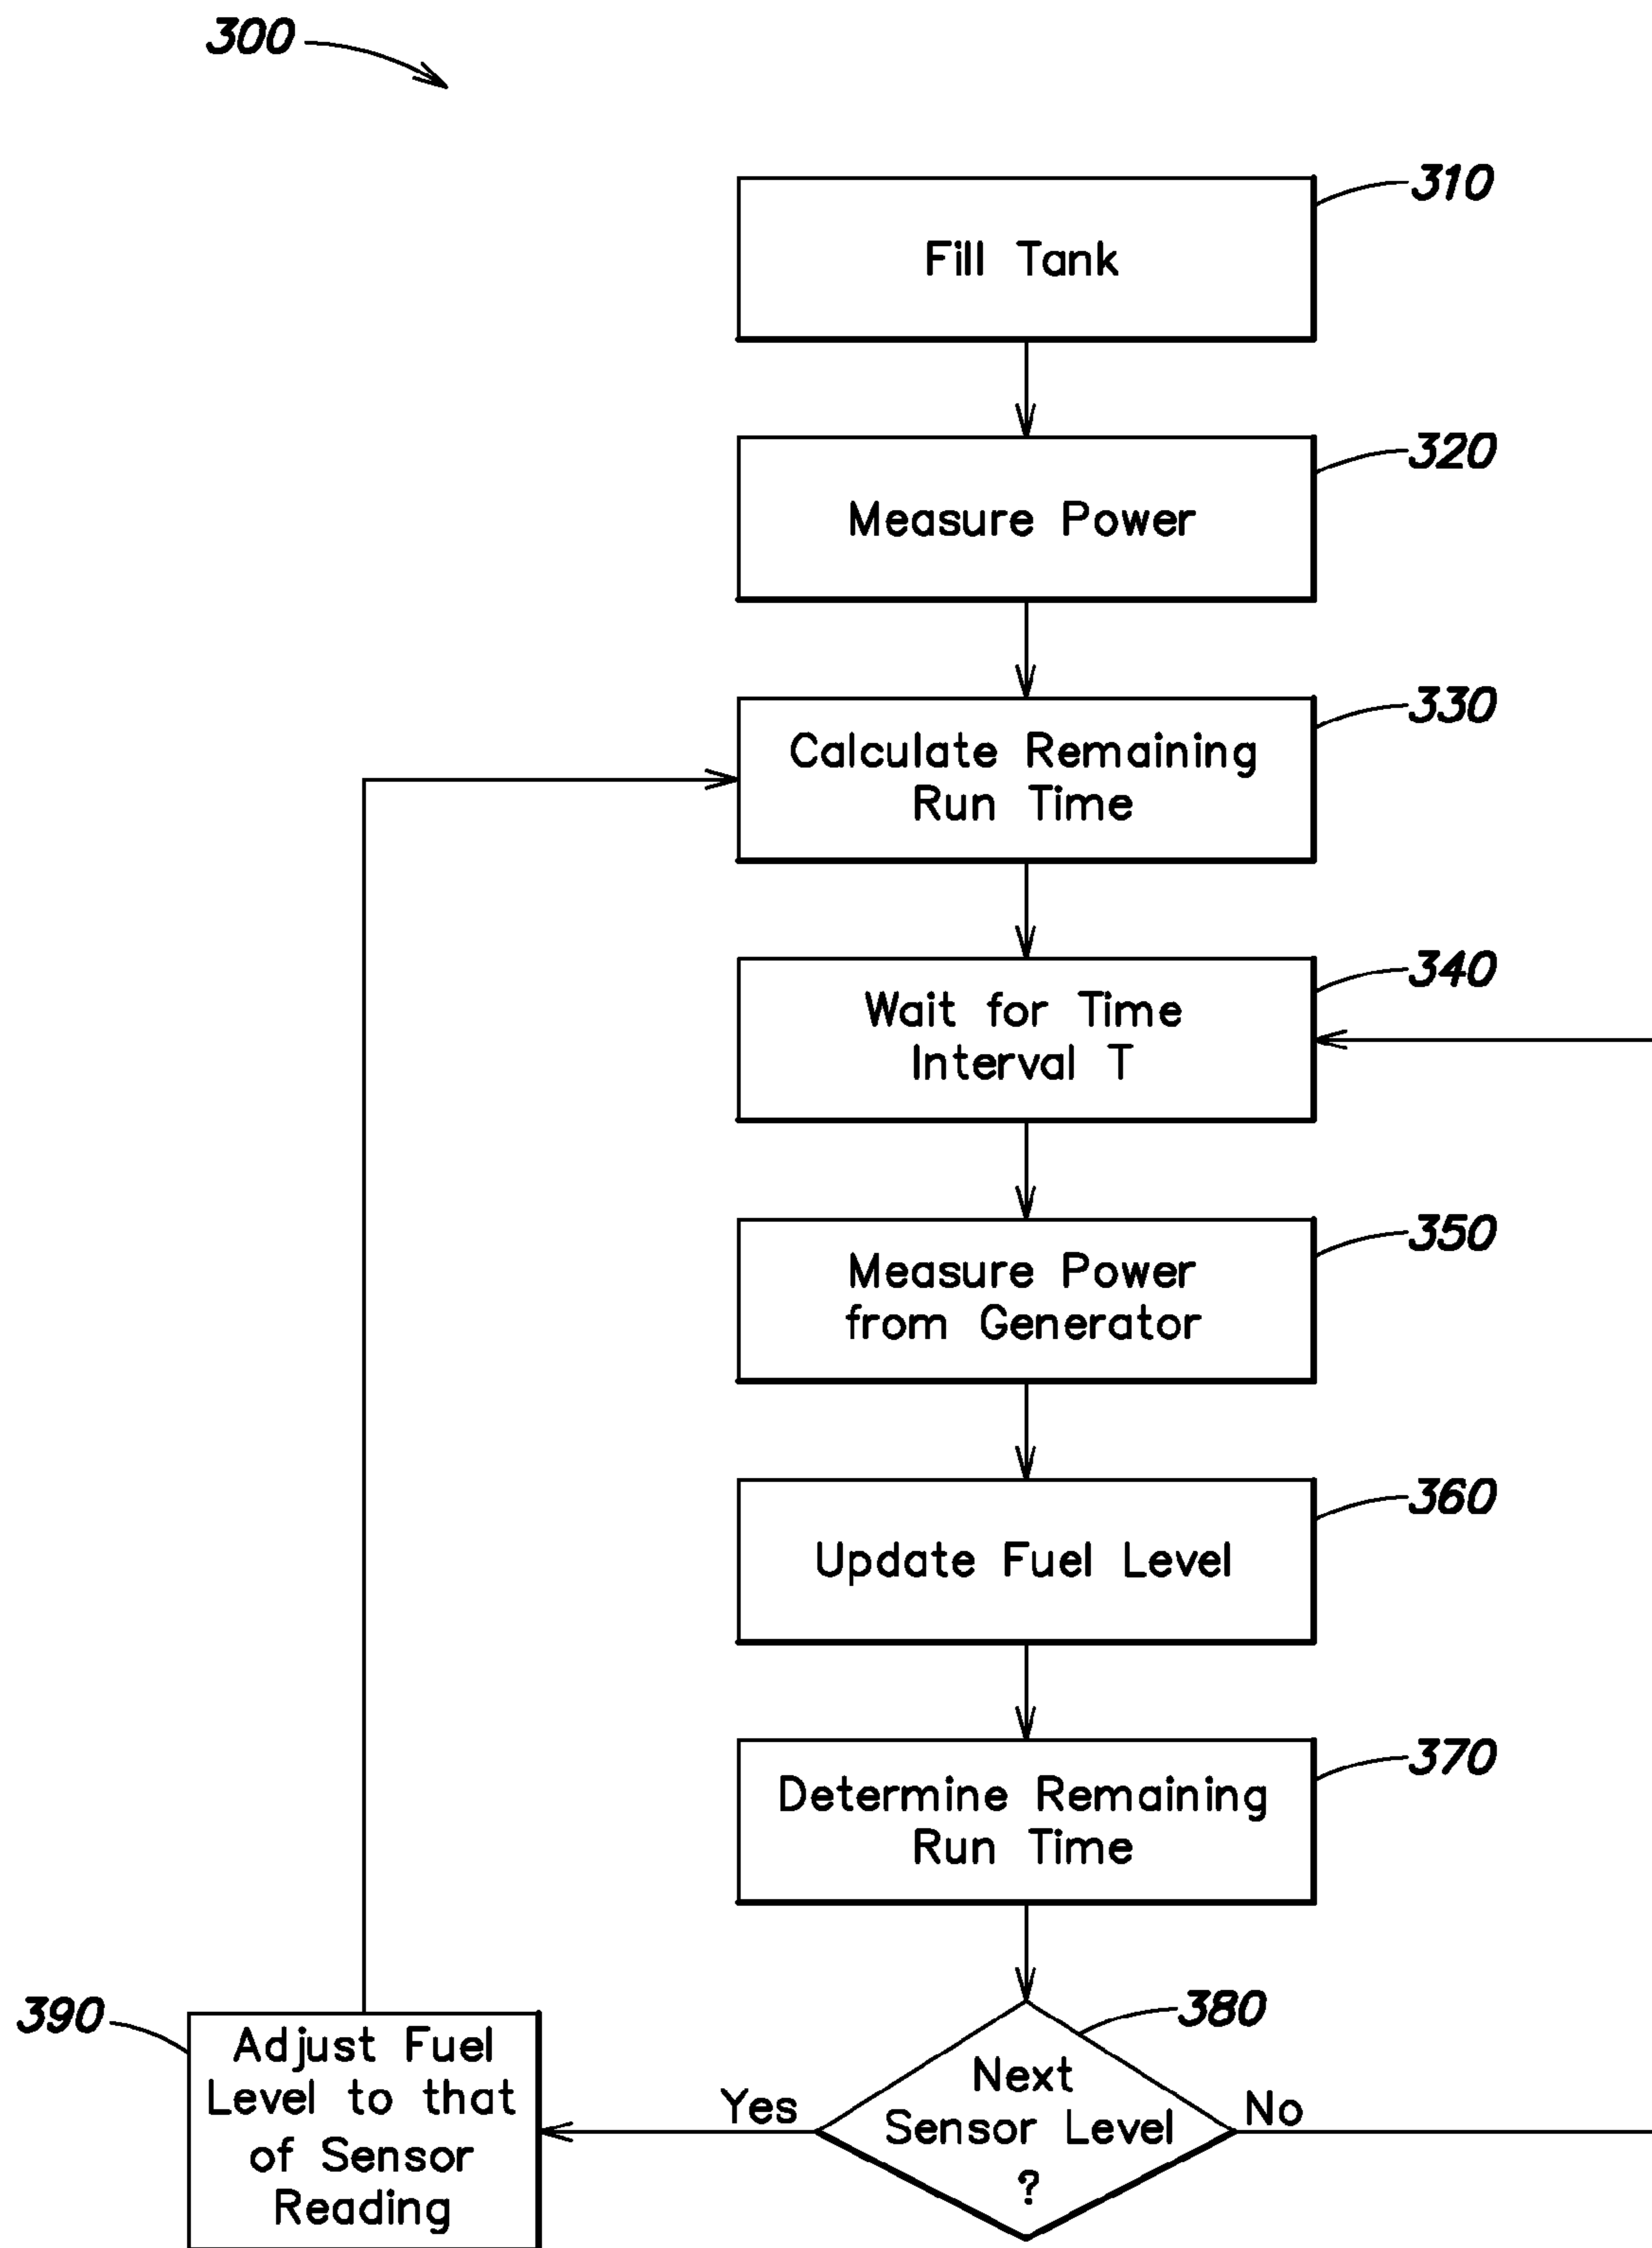 300
310
Fill Tank
320
Measure Power
330
Calculate Remaining
Run Time
340
Wait for Time
Interval T
350
Measure Power
from Generator
360
Update Fuel Level
370
Determine Remaining
Run Time
380
Next
Sensor Level
?
Yes
No
390
Adjust Fuel
Level to that
of Sensor
Reading